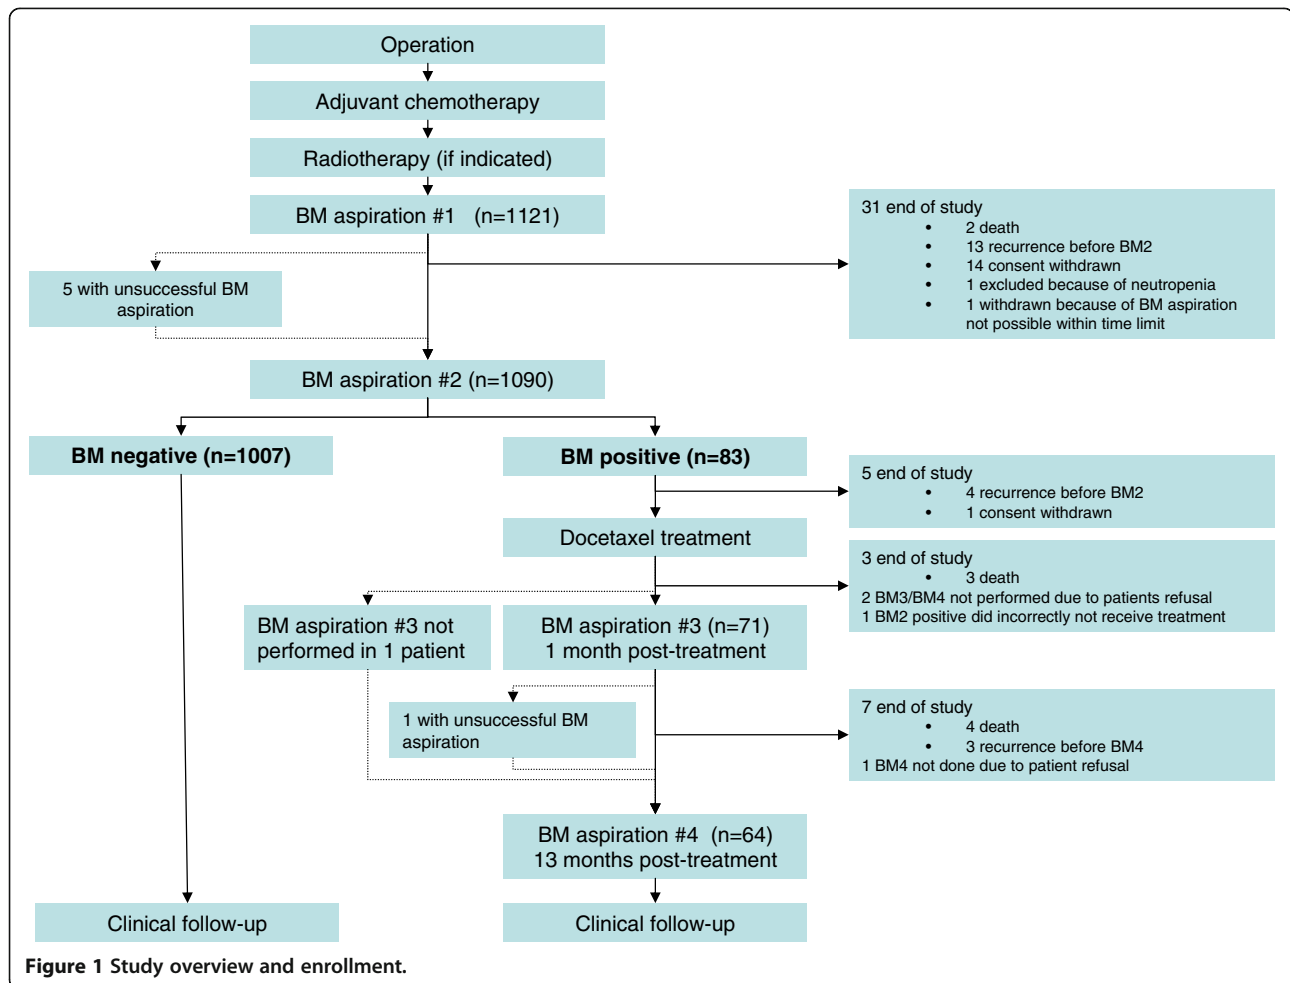 Operation
Adjuvant chemotherapy
Radiotherapy (if indicated)
BM aspiration #1 (n=1121)
31 end of study
• 2 death
• 13 recurrence before BM2
• 14 consent withdrawn
• 1 excluded because of neutropenia
• 1 withdrawn because of BM aspiration
not possible within time limit
5 with unsuccessful BM
aspiration
BM aspiration #2 (n=1090)
BM negative (n=1007)
BM positive (n=83)
5 end of study
• 4 recurrence before BM2
• 1 consent withdrawn
Docetaxel treatment
3 end of study
• 3 death
2 BM3/BM4 not performed due to patients refusal
1 BM2 positive did incorrectly not receive treatment
BM aspiration #3 not
performed in 1 patient
BM aspiration #3 (n=71)
1 month post-treatment
1 with unsuccessful BM
aspiration
7 end of study
• 4 death
• 3 recurrence before BM4
1 BM4 not done due to patient refusal
BM aspiration #4 (n=64)
13 months post-treatment
Clinical follow-up
Clinical follow-up
Figure 1 Study overview and enrollment.